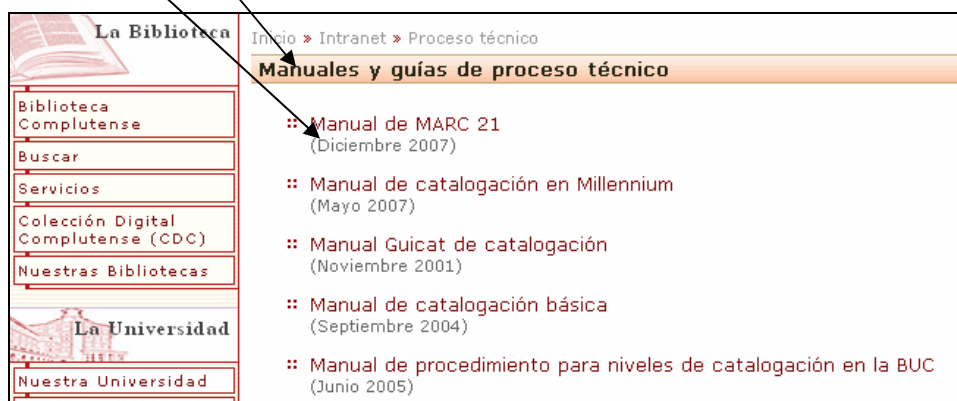 La Biblioteca
Biblioteca
Complutense
Buscar
Servicios
Colección Digital
Complutense (CDC)
Nuestras Bibliotecas
La Universidad
Nuestra Universidad
Inicio » Intranet » Proceso técnico
Manuales y guías de proceso técnico
Manual de MARC 21
(Diciembre 2007)
Manual de catalogación en Millennium
(Mayo 2007)
Manual Guicat de catalogación
(Noviembre 2001)
Manual de catalogación básica
(Septiembre 2004)
Manual de procedimiento para niveles de catalogación en la BUC
(Junio 2005)